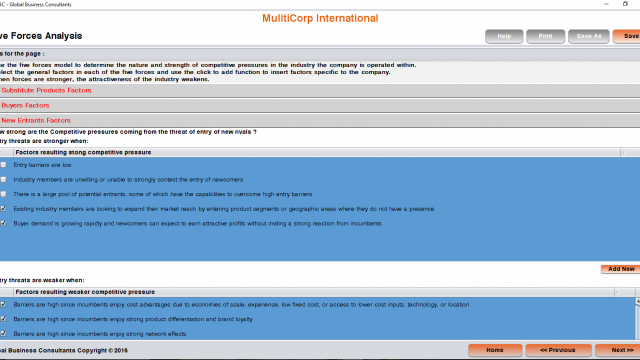 C - Global Business Consultants
MulitiCorp International
ve Forces Analysis
Help
Print
Save As
Save
s for the page :
e the five forces model to determine the nature and strength of competitive pressures in the industry the company is operated within.
lect the general factors in each of the five forces and use the click to add function to insert factors specific to the company.
hen forces are stronger, the attractiveness of the industry weakens.
Substitute Products Factors
Buyers Factors
New Entrants Factors
w strong are the Competitive pressures coming from the threat of entry of new rivals ?
try threats are stronger when:
Factors resulting stong competitive pressure
Entry barriers are low
Industry members are unwilling or unable to strongly contest the entry of newcomers
There is a large pool of potential entrants, some of which have the capabilities to overcome high entry barriers
Existing industry members are looking to expand their market reach by entering product segments or geographic areas where they do not have a presence
Buyer demand is growing rapidly and newcomers can expect to earn attractive profits without inviting a strong reaction from incumbents
Add New
try threats are weaker when:
Factors resulting weaker competitive pressure
Barriers are high since incumbents enjoy cost advantages due to economies of scale, experience, low fixed cost, or access to lower cost inputs, technology, or location
Barriers are high since incumbents enjoy strong product differentation and brand loyalty
Barriers are high since incumbents enjoy strong network effects
bal Business Consultants Copyright © 2016
Home
<< Previous
Next >>